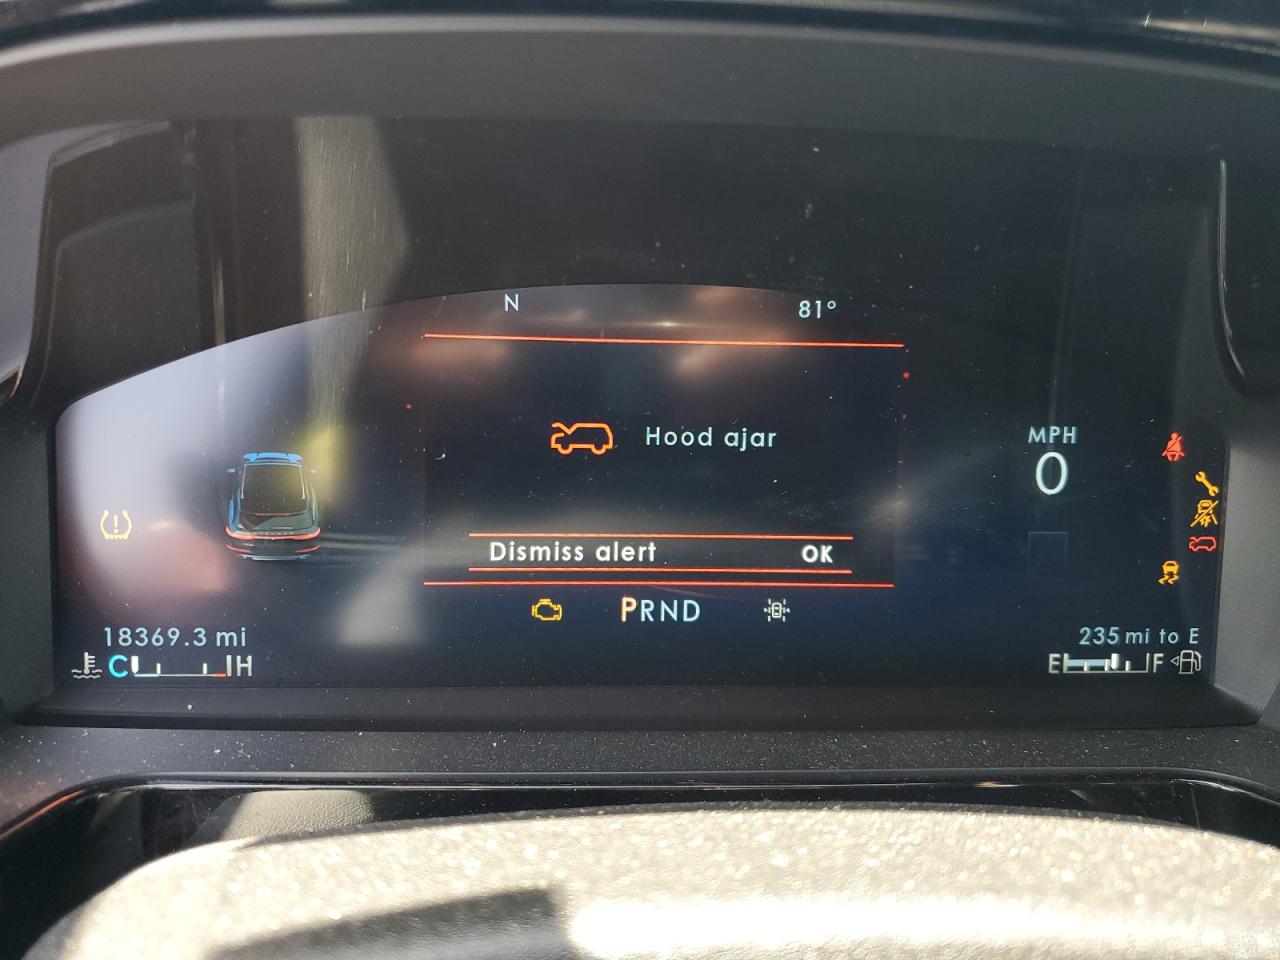 N
81°
Hood ajar
MPH
0
Dismiss alert OK
PRND
18369.3 mi
235 mi to E
C H
E F